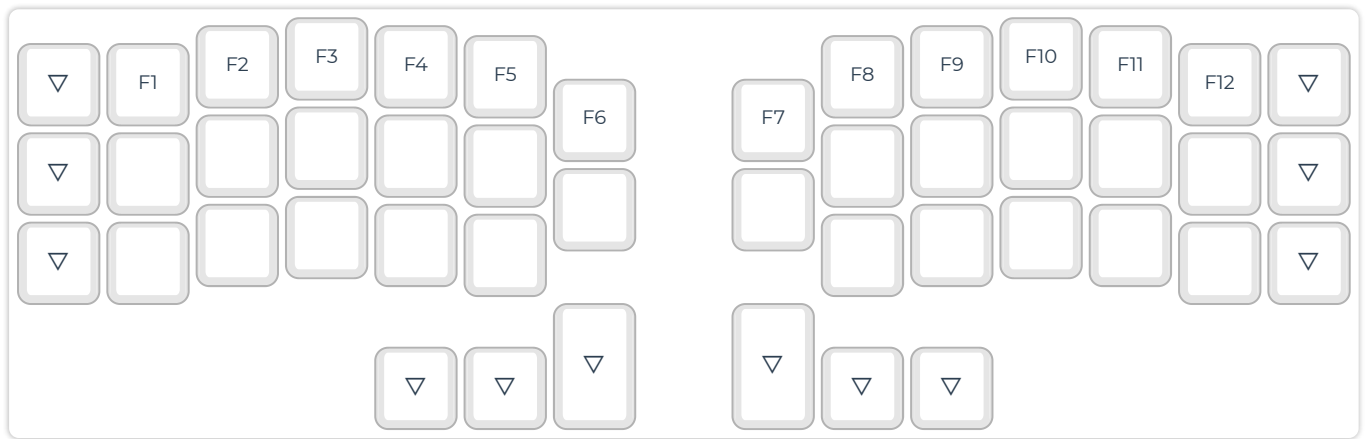 ▽ F1 F2 F3 F4 F5 F6 F7 F8 F9 F10 F11 F12 ▽
▽ ▽
▽ ▽
▽ ▽ ▽ ▽ ▽ ▽